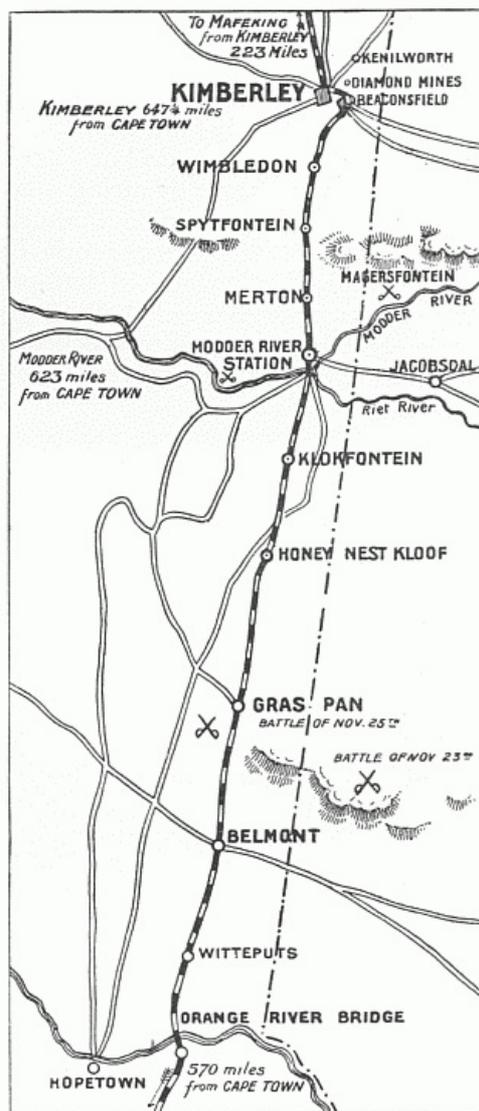 To MAFEKING
from KIMBERLEY
223 Miles
KENILWORTH
DIAMOND MINES
KIMBERLEY
BEACONSFIELD
KIMBERLEY 647¼ miles
from CAPE TOWN
WIMBLEDON
SPYTFONTEIN
MAGERSFONTEIN
MERTON
MODDER RIVER
MODDER RIVER
STATION
MODDER RIVER
623 miles
from CAPE TOWN
JACOBSDAL
Riet River
KLOKFONTEIN
HONEY NEST KLOOF
GRAS PAN
BATTLE OF NOV. 25TH
BATTLE OF NOV 23RD
BELMONT
WITTEPUTS
ORANGE RIVER BRIDGE
570 miles
from CAPE TOWN
HOPETOWN